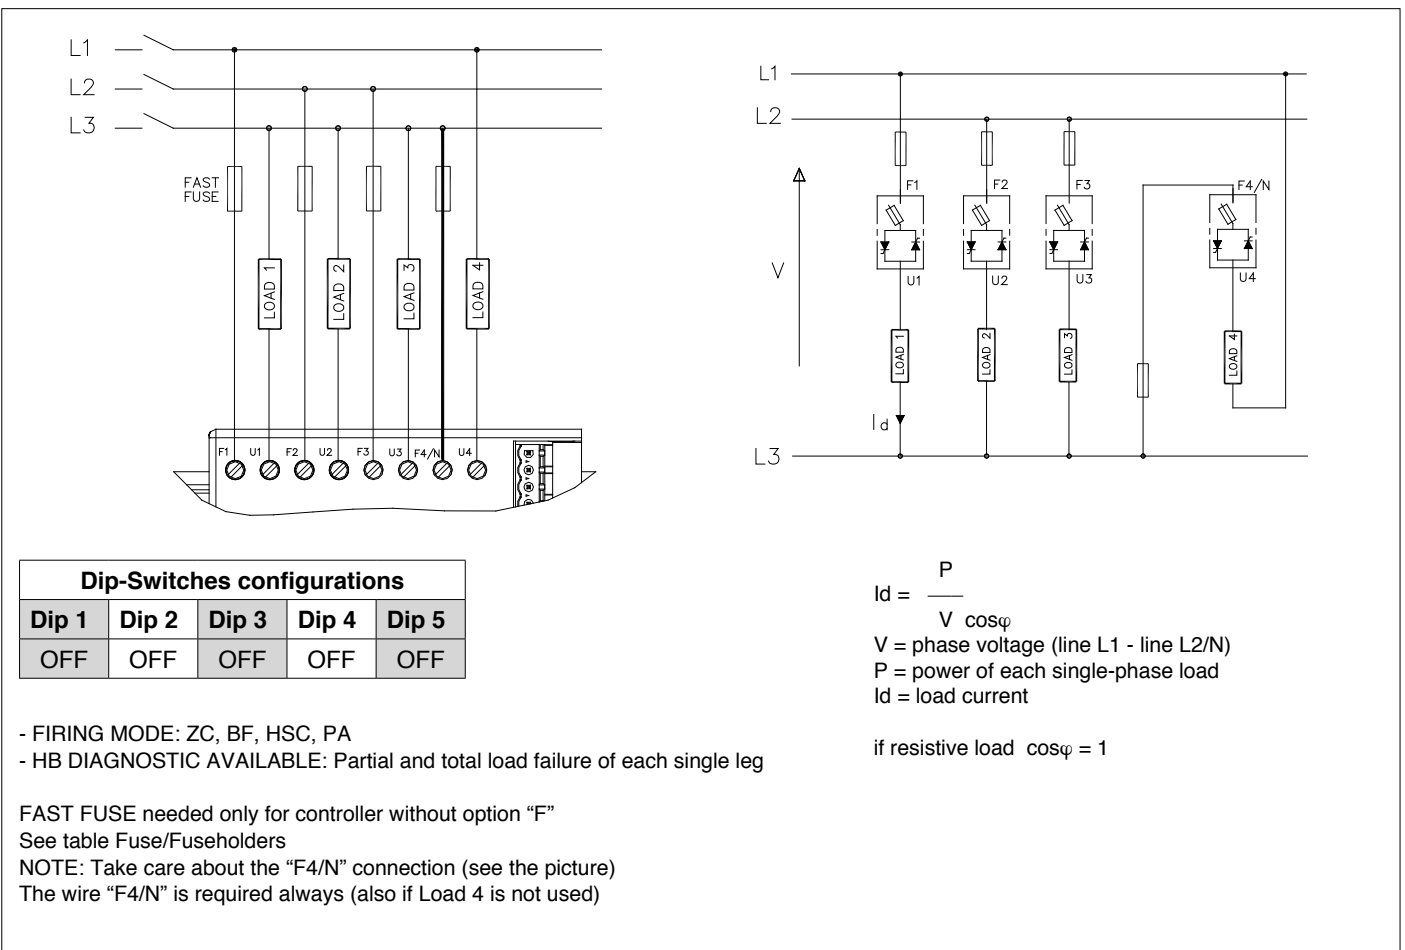 L1
L2
L3
FAST
FUSE
LOAD 1
LOAD 2
LOAD 3
LOAD 4
F1 U1 F2 U2 F3 U3 F4/N U4
L1
L2
F1 F2 F3 F4/N
V
U1 U2 U3 U4
LOAD 1
LOAD 2
LOAD 3
LOAD 4
Id
L3
Dip-Switches configurations
Dip 1 Dip 2 Dip 3 Dip 4 Dip 5
OFF OFF OFF OFF OFF
- FIRING MODE: ZC, BF, HSC, PA
- HB DIAGNOSTIC AVAILABLE: Partial and total load failure of each single leg
FAST FUSE needed only for controller without option “F”
See table Fuse/Fuseholders
NOTE: Take care about the “F4/N” connection (see the picture)
The wire “F4/N” is required always (also if Load 4 is not used)
P
Id = ___
V cosφ
V = phase voltage (line L1 - line L2/N)
P = power of each single-phase load
Id = load current
if resistive load cosφ = 1